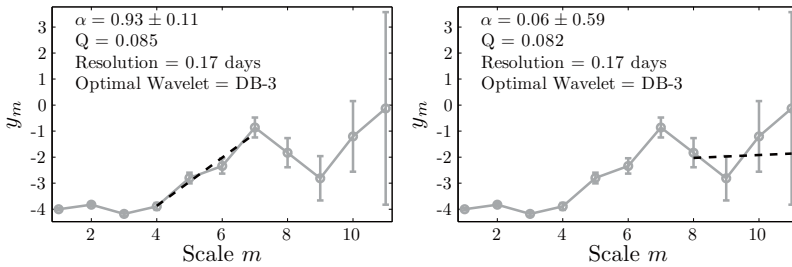 α = 0.93 ± 0.11
Q = 0.085
Resolution = 0.17 days
Optimal Wavelet = DB-3
3
2
1
0
-1
-2
-3
-4
y_m
2 4 6 8 10
Scale m
α = 0.06 ± 0.59
Q = 0.082
Resolution = 0.17 days
Optimal Wavelet = DB-3
3
2
1
0
-1
-2
-3
-4
y_m
2 4 6 8 10
Scale m